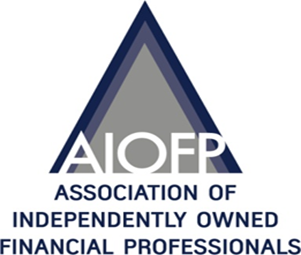 AIOFP
ASSOCIATION OF
INDEPENDENTLY OWNED
FINANCIAL PROFESSIONALS